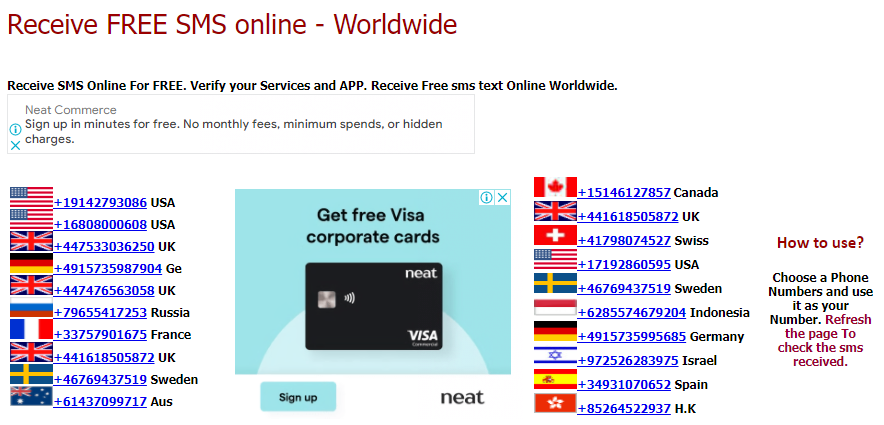 Receive FREE SMS online - Worldwide
Receive SMS Online For FREE. Verify your Services and APP. Receive Free sms text Online Worldwide.
Neat Commerce
Sign up in minutes for free. No monthly fees, minimum spends, or hidden
charges.
+19142793086 USA
+16808000608 USA
+447533036250 UK
+4915735987904 Ge
+447476563058 UK
+79655417253 Russia
+33757901675 France
+441618505872 UK
+46769437519 Sweden
+61437099717 Aus
Get free Visa
corporate cards
neat
VISA
Commercial
Sign up
neat
+15146127857 Canada
+441618505872 UK
+41798074527 Swiss
+17192860595 USA
+46769437519 Sweden
+6285574679204 Indonesia
+4915735995685 Germany
+972526283975 Israel
+34931070652 Spain
+85264522937 H.K
How to use?
Choose a Phone
Numbers and use
it as your
Number. Refresh
the page To
check the sms
received.